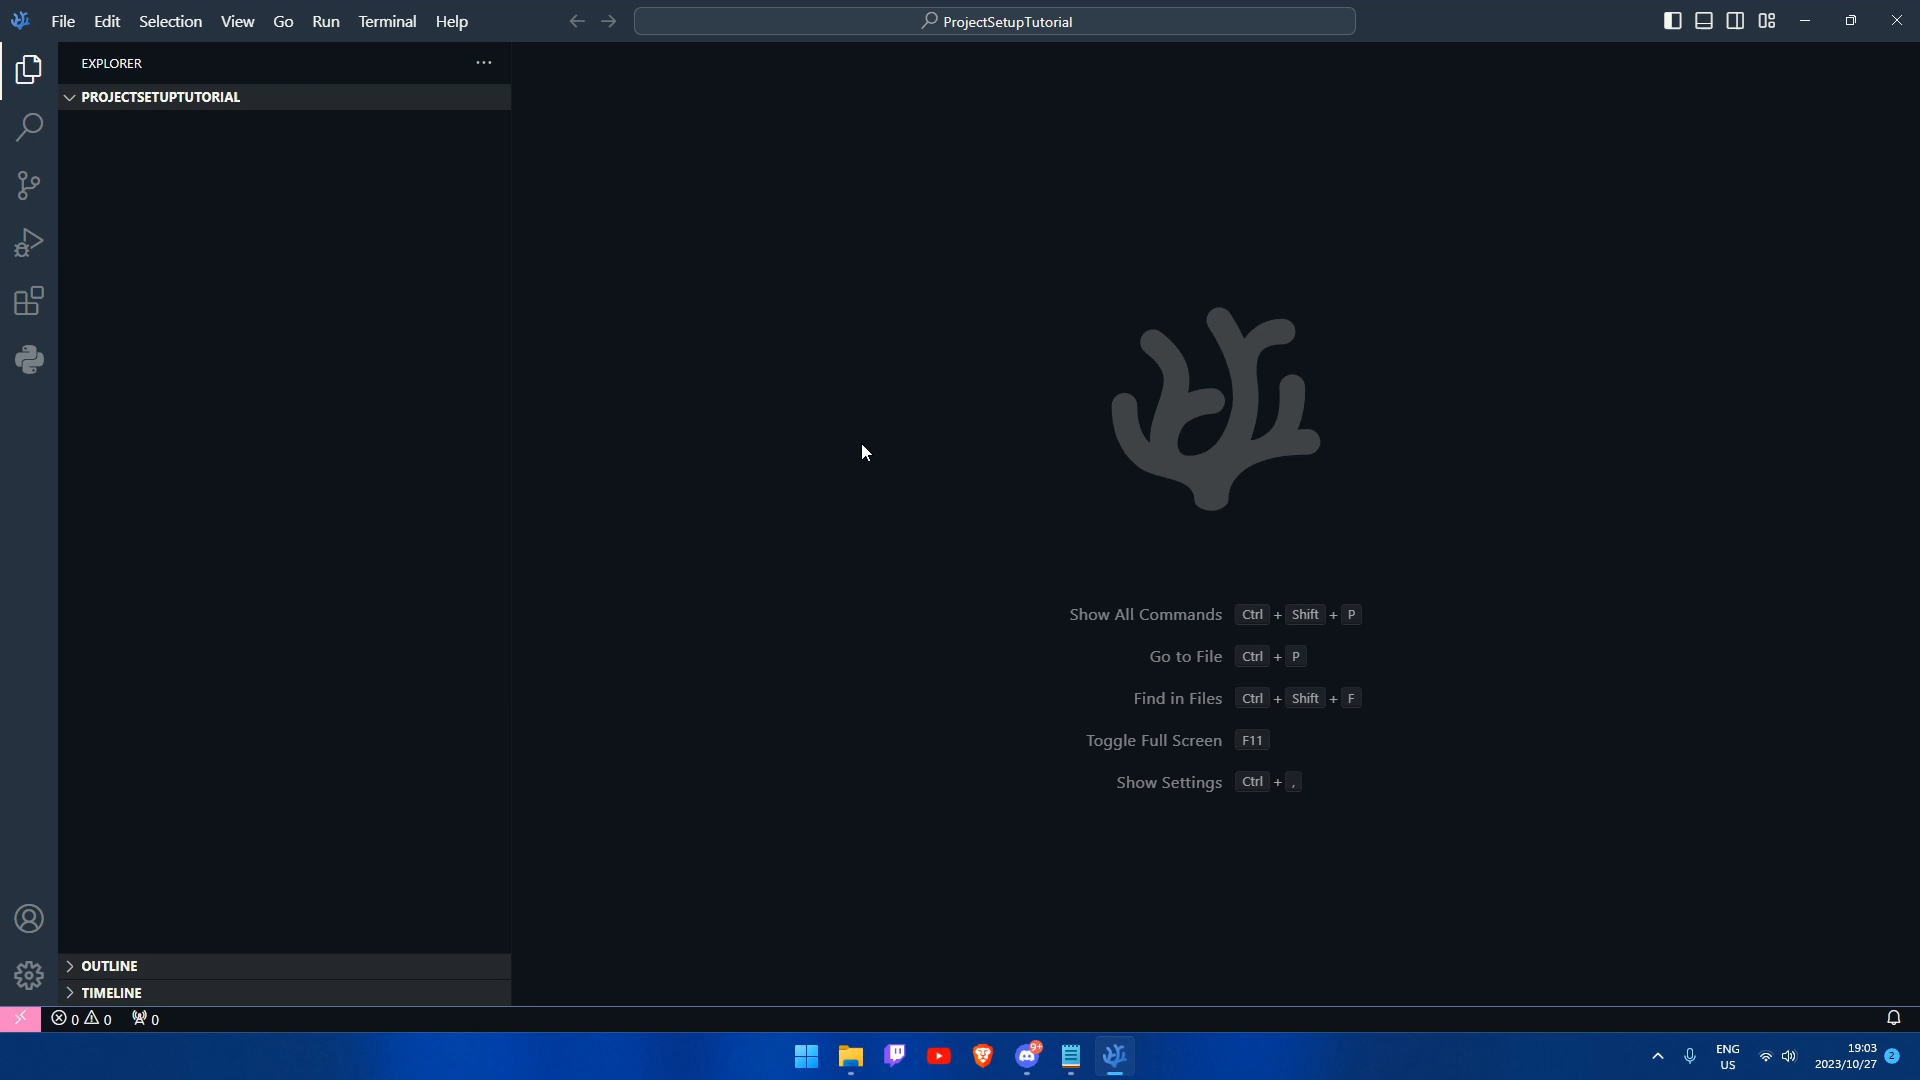 File Edit Selection View Go Run Terminal Help
ProjectSetupTutorial
EXPLORER
PROJECTSETUPTUTORIAL
Show All Commands Ctrl + Shift + P
Go to File Ctrl + P
Find in Files Ctrl + Shift + F
Toggle Full Screen F11
Show Settings Ctrl + ,
OUTLINE
TIMELINE
0 0 0
9+
ENG
US
19:03
2023/10/27
2